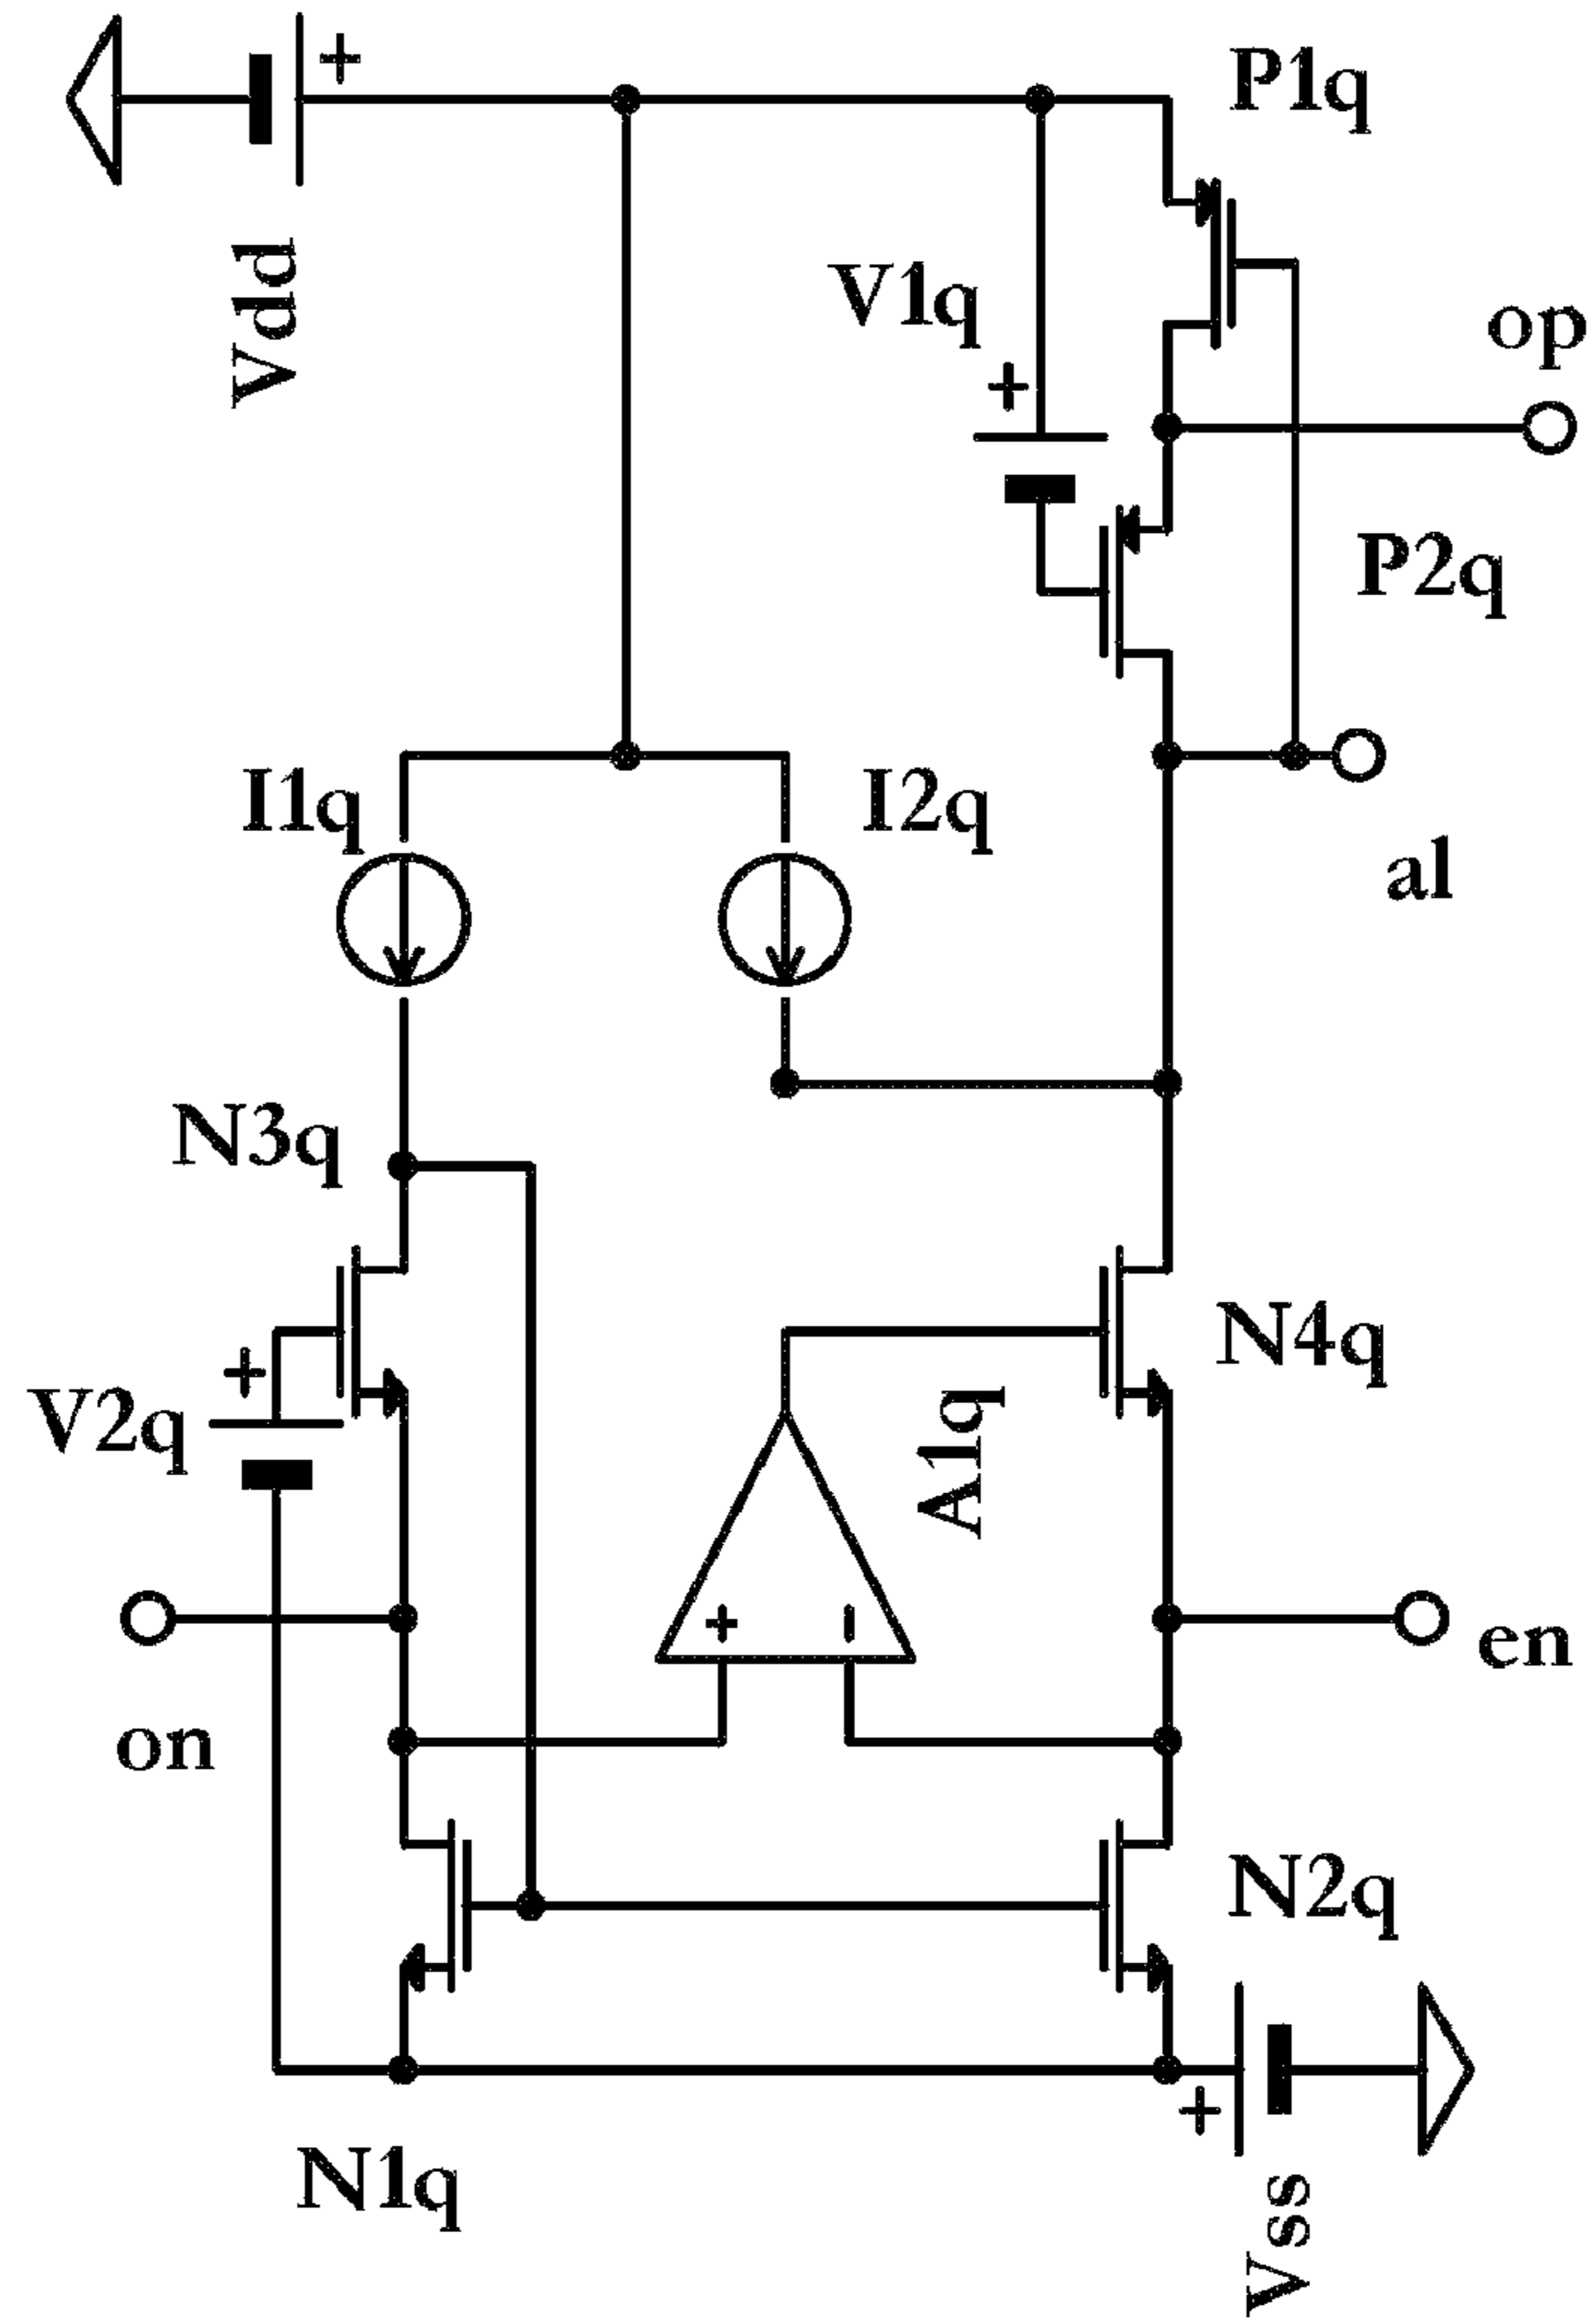 P1q
+
Vdd
V1q
op
+
P2q
I1q
I2q
al
N3q
N4q
+
V2q
A1q
+ -
en
on
N2q
+
N1q
Vss